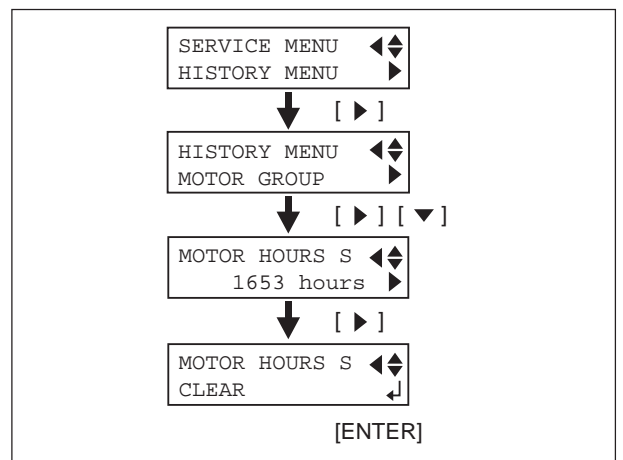 SERVICE MENU ◀◆
HISTORY MENU ▶
[ ▶ ]
HISTORY MENU ◀◆
MOTOR GROUP ▶
[ ▶ ] [ ▼ ]
MOTOR HOURS S ◀◆
1653 hours ▶
[ ▶ ]
MOTOR HOURS S ◀◆
CLEAR ↵
[ENTER]